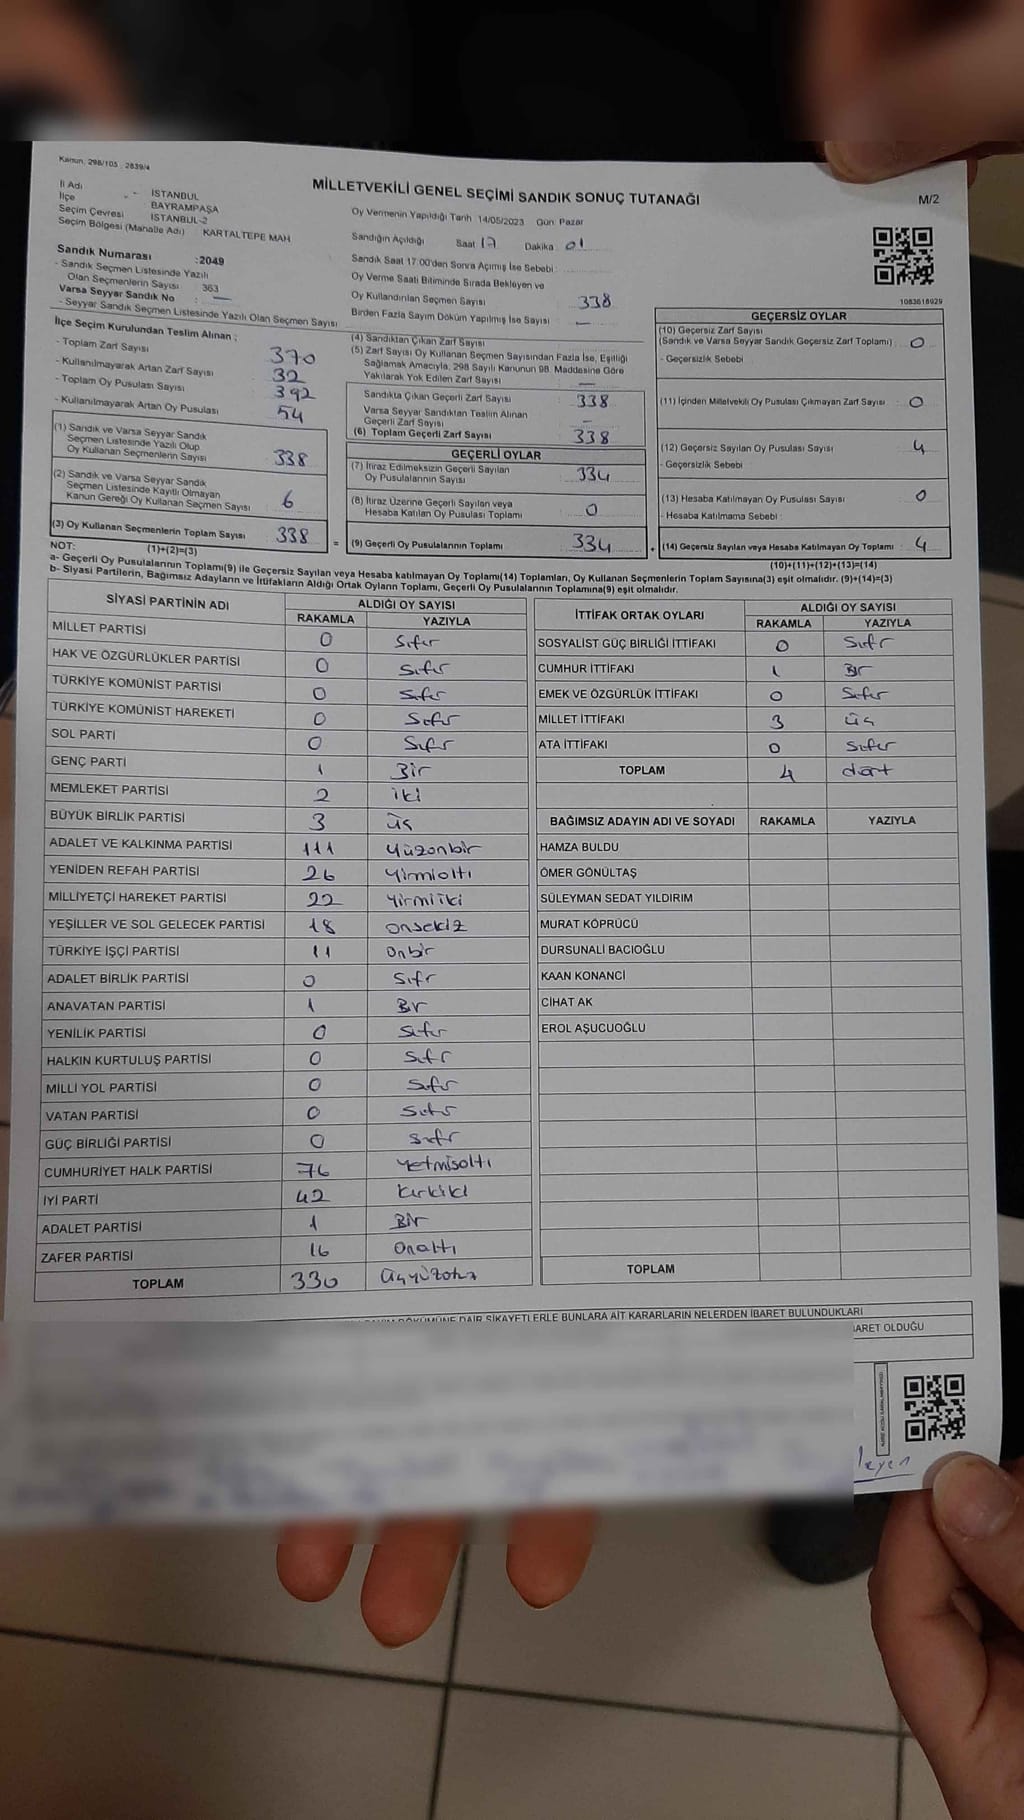 Kanun: 298/105 - 2839/4
MİLLETVEKİLİ GENEL SEÇİMİ SANDIK SONUÇ TUTANAĞI
M/2
İl Adı : İSTANBUL
İlçe : BAYRAMPAŞA
Seçim Çevresi İSTANBUL-2
Seçim Bölgesi (Mahalle Adı) : KARTALTEPE MAH
Sandık Numarası :2049
- Sandık Seçmen Listesinde Yazılı
Olan Seçmenlerin Sayısı : 363
Varsa Seyyar Sandık No : —
- Seyyar Sandık Seçmen Listesinde Yazılı Olan Seçmen Sayısı
Oy Vermenin Yapıldığı Tarih 14/05/2023 Gün: Pazar
Sandığın Açıldığı Saat 17 Dakika : 01
Sandık Saat 17:00'den Sonra Açımış İse Sebebi :
Oy Verme Saati Bitiminde Sırada Bekleyen ve
Oy Kullandırılan Seçmen Sayısı 338
Birden Fazla Sayım Döküm Yapılmış İse Sayısı : —
1083618929
İlçe Seçim Kurulundan Teslim Alınan :
- Toplam Zarf Sayısı 370
- Kullanılmayarak Artan Zarf Sayısı 32
- Toplam Oy Pusulası Sayısı 392
- Kullanılmayarak Artan Oy Pusulası 54
(1) Sandık ve Varsa Seyyar Sandık
Seçmen Listesinde Yazılı Olup
Oy Kullanan Seçmenlerin Sayısı 338
(2) Sandık ve Varsa Seyyar Sandık
Seçmen Listesinde Kayıtlı Olmayan
Kanun Gereği Oy Kullanan Seçmen Sayısı 6
(3) Oy Kullanan Seçmenlerin Toplam Sayısı 338 =
(1)+(2)=(3)
(4) Sandıktan Çıkan Zarf Sayısı
(5) Zarf Sayısı Oy Kullanan Seçmen Sayısından Fazla İse, Eşitliği
Sağlamak Amacıyla, 298 Sayılı Kanunun 98. Maddesine Göre
Yakılarak Yok Edilen Zarf Sayısı —
Sandıkta Çıkan Geçerli Zarf Sayısı 338
Varsa Seyyar Sandıktan Teslim Alınan
Geçerli Zarf Sayısı —
(6) Toplam Geçerli Zarf Sayısı 338
GEÇERLİ OYLAR
(7) İtiraz Edilmeksizin Geçerli Sayılan
Oy Pusulalarının Sayısı 334
(8) İtiraz Üzerine Geçerli Sayılan veya
Hesaba Katılan Oy Pusulası Toplamı 0
(9) Geçerli Oy Pusulalarının Toplamı 334
GEÇERSİZ OYLAR
(10) Geçersiz Zarf Sayısı
(Sandık ve Varsa Seyyar Sandık Geçersiz Zarf Toplamı) : 0
- Geçersizlik Sebebi
(11) İçinden Milletvekili Oy Pusulası Çıkmayan Zarf Sayısı : 0
(12) Geçersiz Sayılan Oy Pusulası Sayısı 4
- Geçersizlik Sebebi
(13) Hesaba Katılmayan Oy Pusulası Sayısı 0
- Hesaba Katılmama Sebebi :
(14) Geçersiz Sayılan veya Hesaba Katılmayan Oy Toplamı : 4
(10)+(11)+(12)+(13)=(14)
NOT:
a- Geçerli Oy Pusulalarının Toplamı(9) ile Geçersiz Sayılan veya Hesaba katılmayan Oy Toplamı(14) Toplamları, Oy Kullanan Seçmenlerin Toplam Sayısına(3) eşit olmalıdır. (9)+(14)=(3)
b- Siyasi Partilerin, Bağımsız Adayların ve İttifakların Aldığı Ortak Oyların Toplamı, Geçerli Oy Pusulalarının Toplamına(9) eşit olmalıdır.
SİYASİ PARTİNİN ADI ALDIĞI OY SAYISI
RAKAMLA YAZIYLA
MİLLET PARTİSİ 0 Sıfır
HAK VE ÖZGÜRLÜKLER PARTİSİ 0 Sıfır
TÜRKİYE KOMÜNİST PARTİSİ 0 Sıfır
TÜRKİYE KOMÜNİST HAREKETİ 0 Sıfır
SOL PARTİ 0 Sıfır
GENÇ PARTİ 1 Bir
MEMLEKET PARTİSİ 2 iki
BÜYÜK BİRLİK PARTİSİ 3 üç
ADALET VE KALKINMA PARTİSİ 111 Yüzonbir
YENİDEN REFAH PARTİSİ 26 Yirmialtı
MİLLİYETÇİ HAREKET PARTİSİ 22 Yirmiiki
YEŞİLLER VE SOL GELECEK PARTİSİ 18 onsekiz
TÜRKİYE İŞÇİ PARTİSİ 11 Onbir
ADALET BİRLİK PARTİSİ 0 Sıfır
ANAVATAN PARTİSİ 1 Bir
YENİLİK PARTİSİ 0 Sıfır
HALKIN KURTULUŞ PARTİSİ 0 Sıfır
MİLLİ YOL PARTİSİ 0 Sıfır
VATAN PARTİSİ 0 Sıfır
GÜÇ BİRLİĞİ PARTİSİ 0 Sıfır
CUMHURİYET HALK PARTİSİ 76 Yetmişaltı
İYİ PARTİ 42 Kırkiki
ADALET PARTİSİ 1 Bir
ZAFER PARTİSİ 16 Onaltı
TOPLAM 330 Üçyüzotuz
İTTİFAK ORTAK OYLARI ALDIĞI OY SAYISI
RAKAMLA YAZIYLA
SOSYALİST GÜÇ BİRLİĞİ İTTİFAKI 0 Sıfır
CUMHUR İTTİFAKI 1 Bir
EMEK VE ÖZGÜRLÜK İTTİFAKI 0 Sıfır
MİLLET İTTİFAKI 3 üç
ATA İTTİFAKI 0 Sıfır
TOPLAM 4 dört
BAĞIMSIZ ADAYIN ADI VE SOYADI RAKAMLA YAZIYLA
HAMZA BULDU
ÖMER GÖNÜLTAŞ
SÜLEYMAN SEDAT YILDIRIM
MURAT KÖPRÜCÜ
DURSUNALİ BACIOĞLU
KAAN KONANCİ
CİHAT AK
EROL AŞUCUOĞLU
TOPLAM
DÖKÜMÜNE DAİR ŞİKAYETLERLE BUNLARA AİT KARARLARIN NELERDEN İBARET BULUNDUKLARI
BARET OLDUĞU